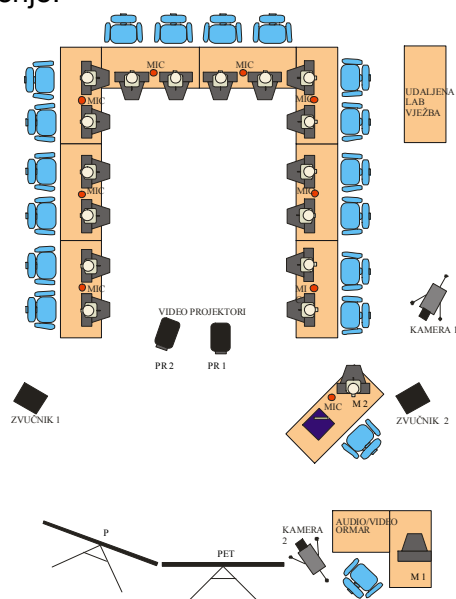 enje.
MIC
MIC
MIC
MIC
UDALJENA
LAB
VJEŽBA
MIC
MIC
MIC
MI
VIDEO PROJEKTORI
PR 2
PR 1
KAMERA 1
ZVUČNIK 1
M 2
MIC
ZVUČNIK 2
P
PET
KAMERA
2
AUDIO/VIDEO
ORMAR
M 1